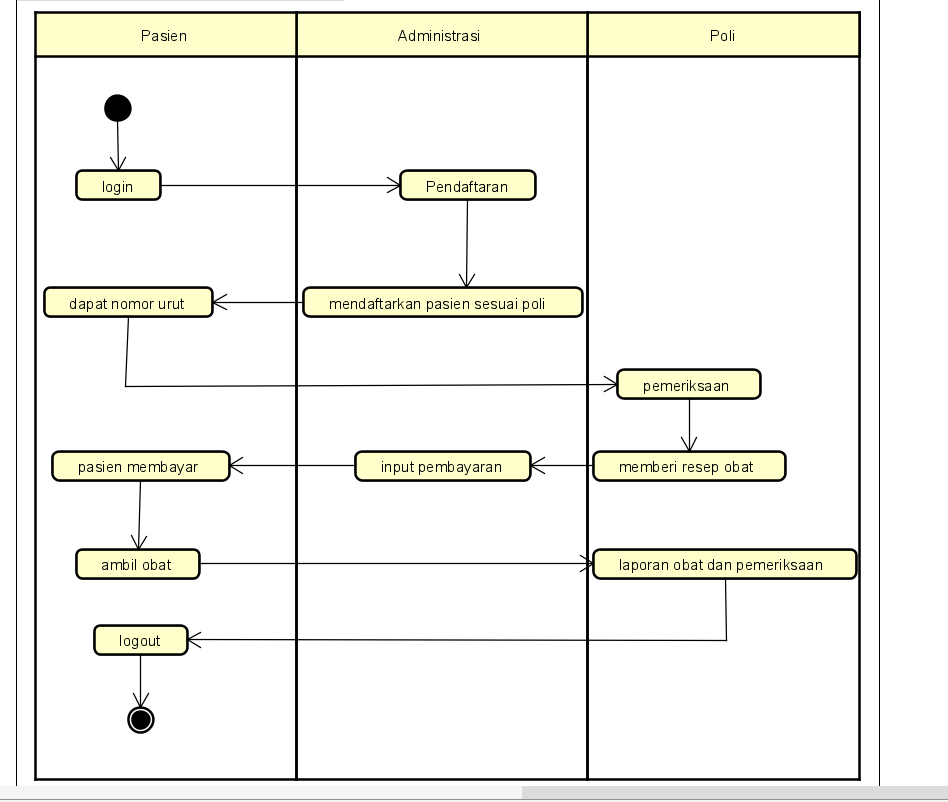 Pasien
Administrasi
Poli
login
Pendaftaran
dapat nomor urut
mendaftarkan pasien sesuai poli
pemeriksaan
pasien membayar
input pembayaran
memberi resep obat
ambil obat
laporan obat dan pemeriksaan
logout